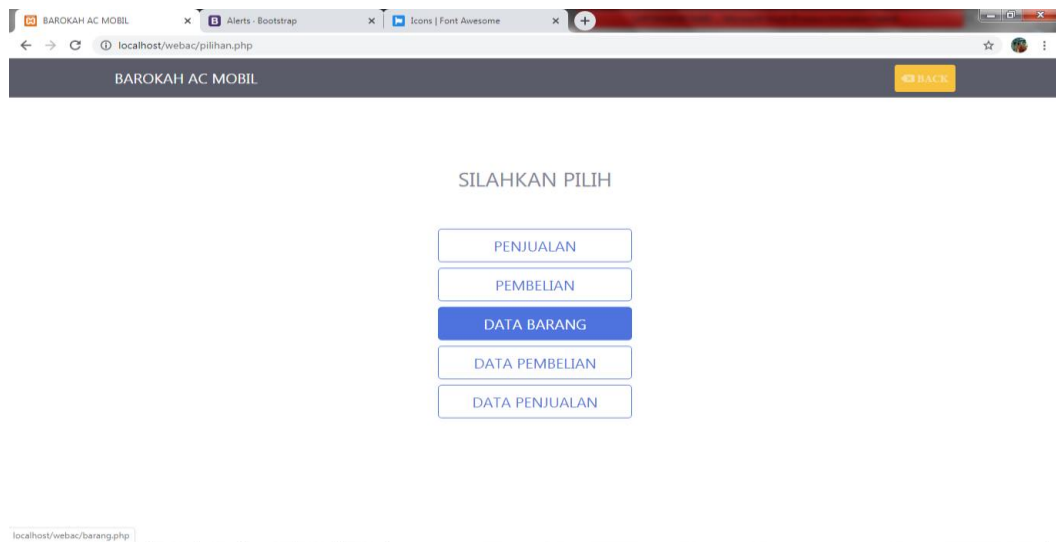 BAROKAH AC MOBIL
Alerts · Bootstrap
Icons | Font Awesome
localhost/webac/pilihan.php
BAROKAH AC MOBIL
BACK
SILAHKAN PILIH
PENJUALAN
PEMBELIAN
DATA BARANG
DATA PEMBELIAN
DATA PENJUALAN
localhost/webac/barang.php